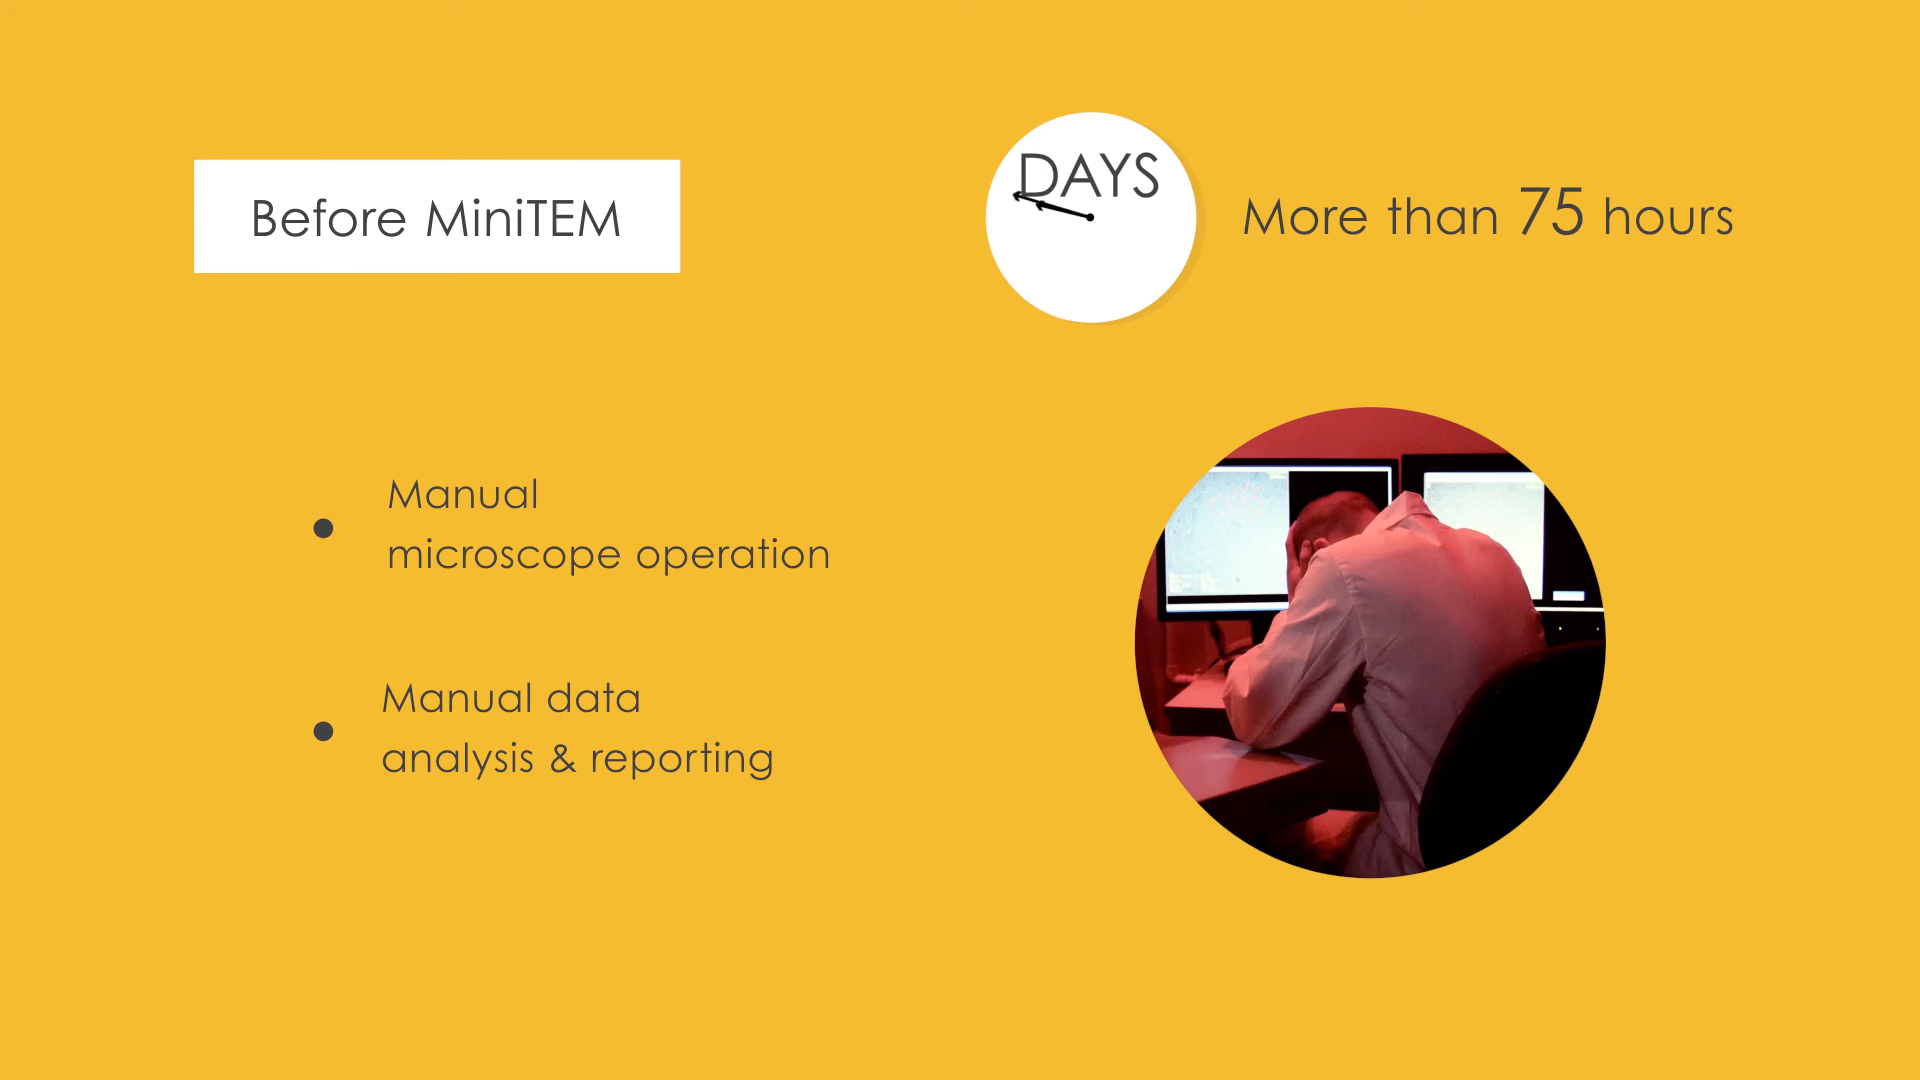 Before MiniTEM
DAYS
More than 75 hours
Manual
microscope operation
Manual data
analysis & reporting